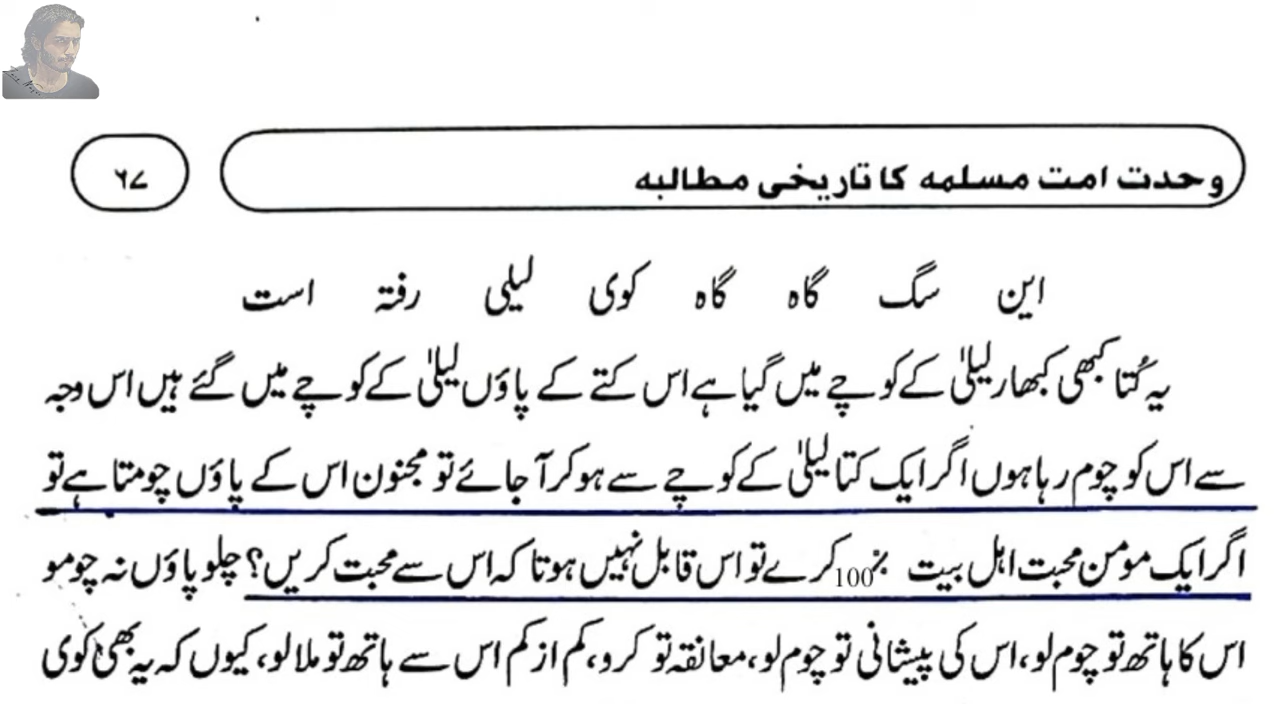 وحدت امت مسلمہ کا تاریخی مطالبہ
۶۷
این سگ گاہ گاہ کوی لیلی رفتہ است
یہ کُتا کبھی کبھار لیلیٰ کے کوچے میں گیا ہے اس کتے کے پاؤں لیلیٰ کے کوچے میں گئے ہیں اس وجہ
سے اس کو چوم رہا ہوں اگر ایک کتا لیلیٰ کے کوچے سے ہو کر آ جائے تو مجنون اس کے پاؤں چومتا ہے تو
اگر ایک مومن محبت اہل بیت ٪100 کرے تو اس قابل نہیں ہوتا کہ اس سے محبت کریں؟ چلو پاؤں نہ چومو
اس کا ہاتھ تو چوم لو، اس کی پیشانی تو چوم لو، معانقہ تو کرو، کم از کم اس سے ہاتھ تو ملا لو، کیوں کہ یہ بھی کوی